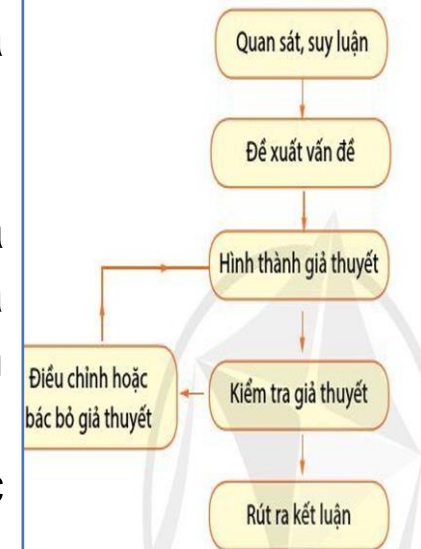 Quan sát, suy luận
Đề xuất vấn đề
Hình thành giả thuyết
Điều chỉnh hoặc
bác bỏ giả thuyết
Kiểm tra giả thuyết
Rút ra kết luận